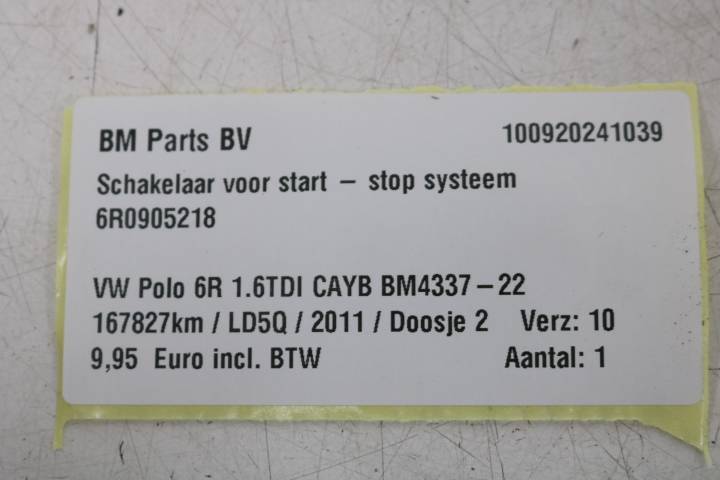 BM Parts BV 100920241039
Schakelaar voor start – stop systeem
6R0905218
VW Polo 6R 1.6TDI CAYB BM4337-22
167827km / LD5Q / 2011 / Doosje 2 Verz: 10
9,95 Euro incl. BTW Aantal: 1